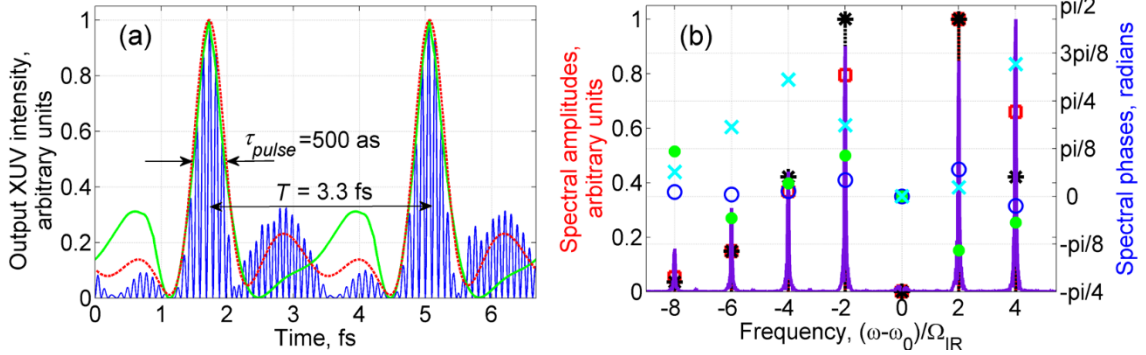 (a)
Output XUV intensity,
arbitrary units
1
0.8
0.6
0.4
0.2
0
τpulse=500 as
T = 3.3 fs
0 1 2 3 4 5 6
Time, fs
(b)
Spectral amplitudes,
arbitrary units
1
0.8
0.6
0.4
0.2
0
pi/2
3pi/8
pi/4
pi/8
0
-pi/8
-pi/4
Spectral phases, radians
-8 -6 -4 -2 0 2 4
Frequency, (ω-ω0)/ΩIR